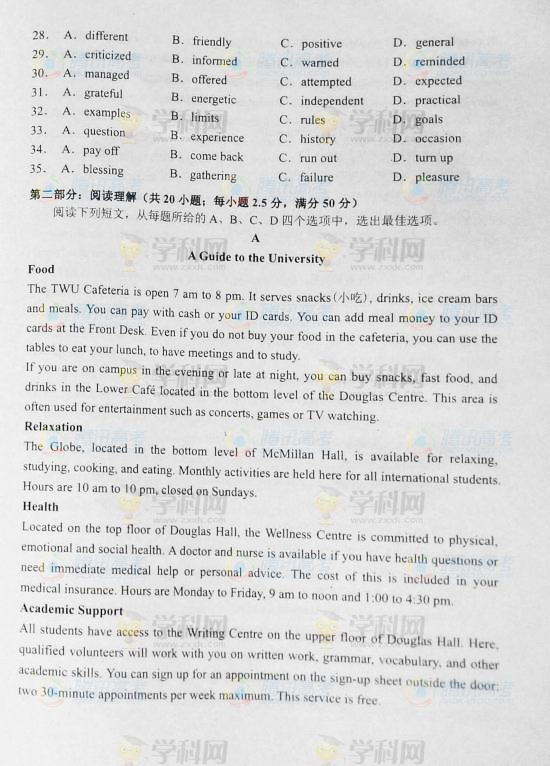 28. A. different B. friendly C. positive D. general
29. A. criticized B. informed C. warned D. reminded
30. A. managed B. offered C. attempted D. expected
31. A. grateful B. energetic C. independent D. practical
32. A. examples B. limits C. rules D. goals
33. A. question B. experience C. history D. occasion
34. A. pay off B. come back C. run out D. turn up
35. A. blessing B. gathering C. failure D. pleasure
第二部分：阅读理解（共 20 小题；每小题 2.5 分，满分 50 分）
阅读下列短文，从每题所给的 A、B、C、D 四个选项中，选出最佳选项。
A
A Guide to the University
Food
The TWU Cafeteria is open 7 am to 8 pm. It serves snacks(小吃), drinks, ice cream bars
and meals. You can pay with cash or your ID cards. You can add meal money to your ID
cards at the Front Desk. Even if you do not buy your food in the cafeteria, you can use the
tables to eat your lunch, to have meetings and to study.
If you are on campus in the evening or late at night, you can buy snacks, fast food, and
drinks in the Lower Café located in the bottom level of the Douglas Centre. This area is
often used for entertainment such as concerts, games or TV watching.
Relaxation
The Globe, located in the bottom level of McMillan Hall, is available for relaxing,
studying, cooking, and eating. Monthly activities are held here for all international students.
Hours are 10 am to 10 pm, closed on Sundays.
Health
Located on the top floor of Douglas Hall, the Wellness Centre is committed to physical,
emotional and social health. A doctor and nurse is available if you have health questions or
need immediate medical help or personal advice. The cost of this is included in your
medical insurance. Hours are Monday to Friday, 9 am to noon and 1:00 to 4:30 pm.
Academic Support
All students have access to the Writing Centre on the upper floor of Douglas Hall. Here,
qualified volunteers will work with you on written work, grammar, vocabulary, and other
academic skills. You can sign up for an appointment on the sign-up sheet outside the door:
two 30-minute appointments per week maximum. This service is free.
学科网
www.zxxk.com
腾讯高考